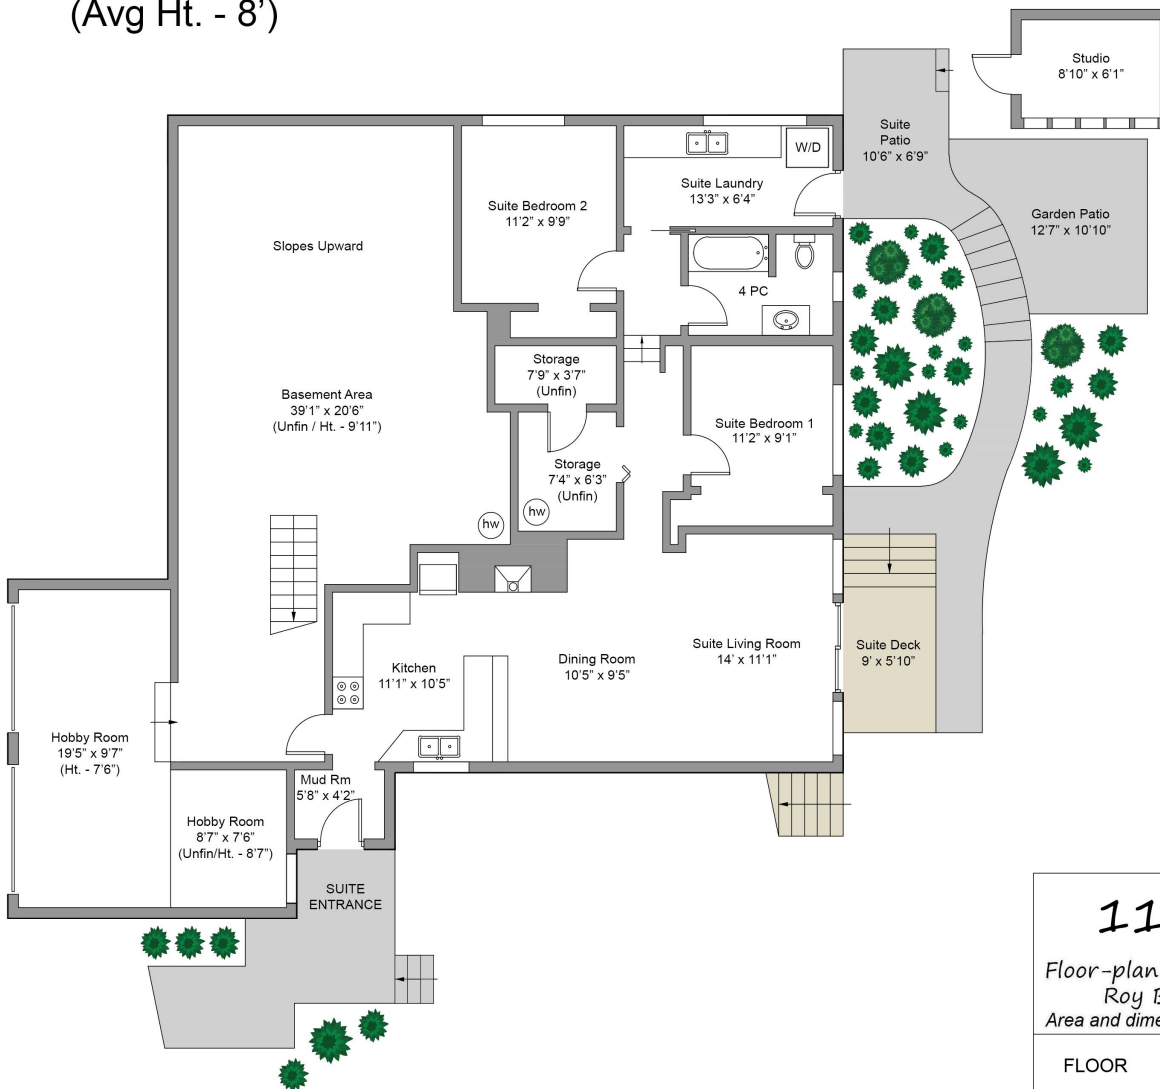 (Avg Ht. - 8’)
Studio
8’10” x 6’1”
Suite
Patio
10’6” x 6’9”
W/D
Suite Laundry
13’3” x 6’4”
Suite Bedroom 2
11’2” x 9’9”
Garden Patio
12’7” x 10’10”
Slopes Upward
4 PC
Storage
7’9” x 3’7”
(Unfin)
Basement Area
39’1” x 20’6”
(Unfin / Ht. - 9’11”)
Suite Bedroom 1
11’2” x 9’1”
Storage
7’4” x 6’3”
(Unfin)
hw
hw
Suite Living Room
14’ x 11’1”
Suite Deck
9’ x 5’10”
Dining Room
10’5” x 9’5”
Kitchen
11’1” x 10’5”
Hobby Room
19’5” x 9’7”
(Ht. - 7’6”)
Mud Rm
5’8” x 4’2”
Hobby Room
8’7” x 7’6”
(Unfin/Ht. - 8’7”)
SUITE
ENTRANCE
11
Floor-plan
Roy
Area and dime
FLOOR